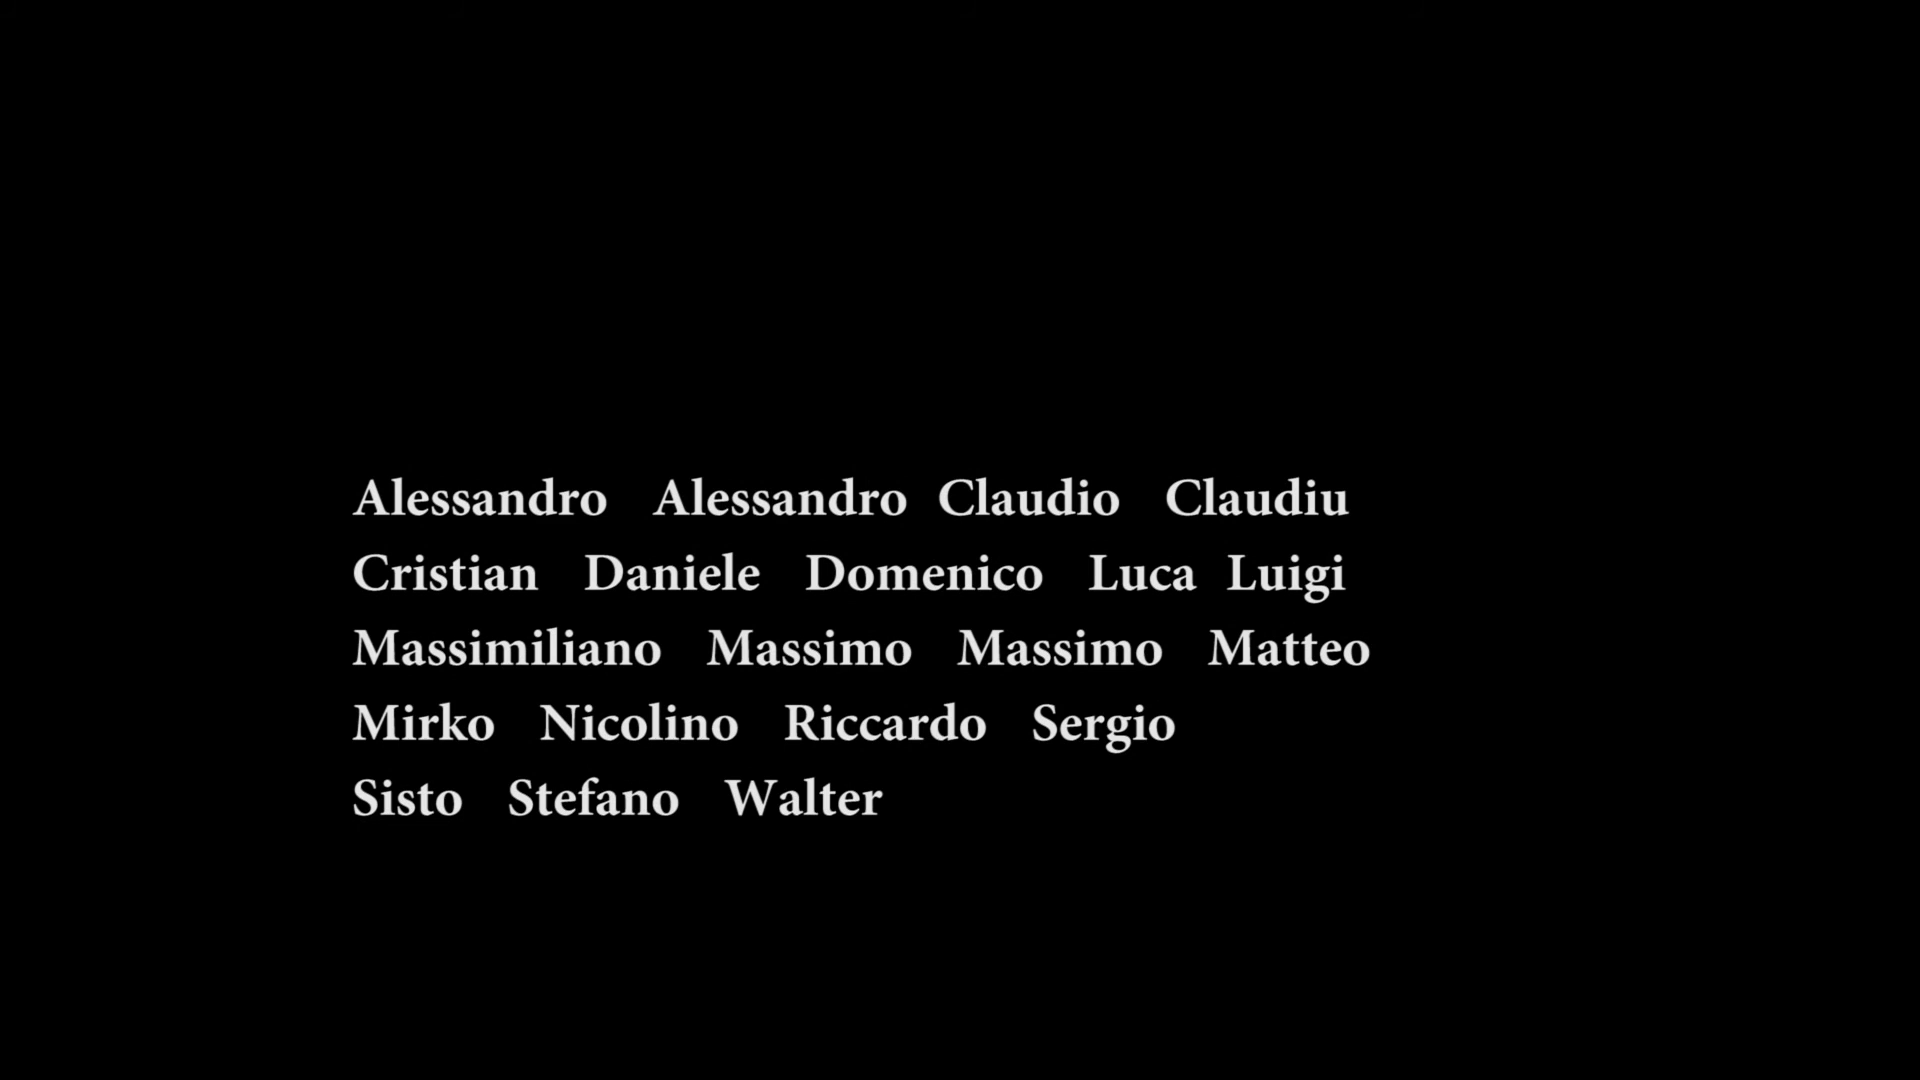 Alessandro Alessandro Claudio Claudiu
Cristian Daniele Domenico Luca Luigi
Massimiliano Massimo Massimo Matteo
Mirko Nicolino Riccardo Sergio
Sisto Stefano Walter